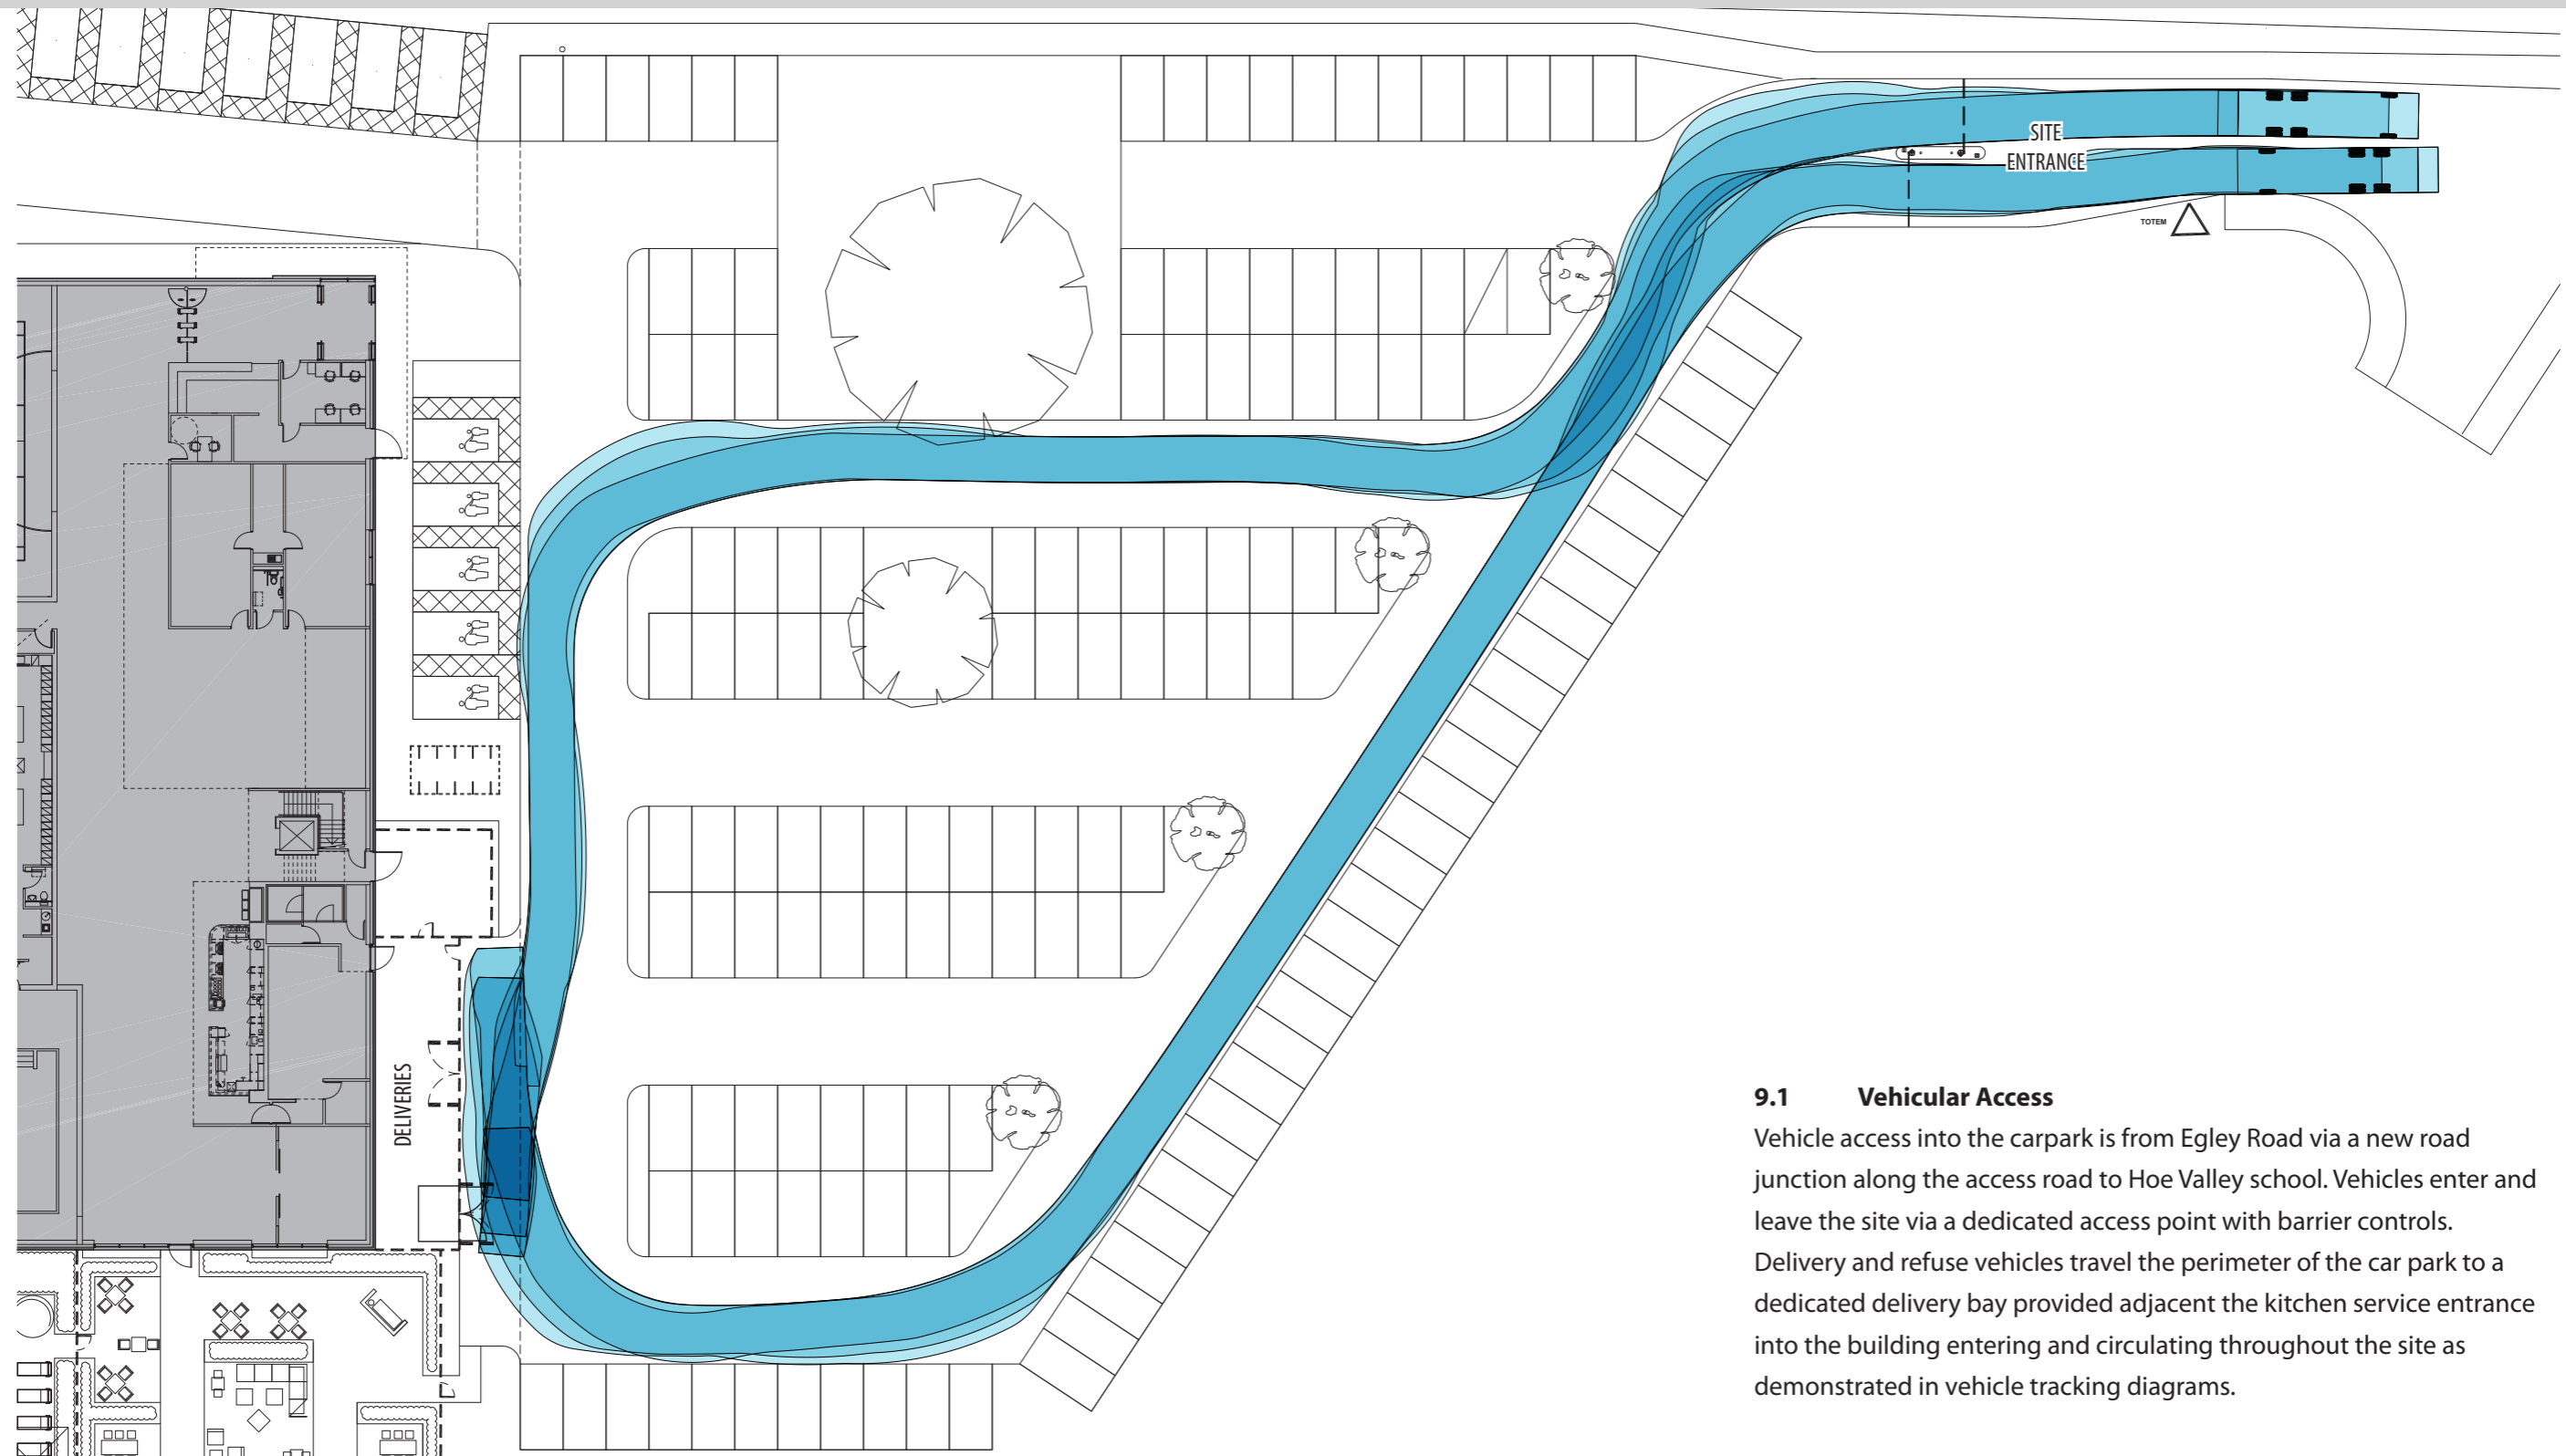 SITE
ENTRANCE
TOTEM
DELIVERIES
9.1 Vehicular Access
Vehicle access into the carpark is from Egley Road via a new road
junction along the access road to Hoe Valley school. Vehicles enter and
leave the site via a dedicated access point with barrier controls.
Delivery and refuse vehicles travel the perimeter of the car park to a
dedicated delivery bay provided adjacent the kitchen service entrance
into the building entering and circulating throughout the site as
demonstrated in vehicle tracking diagrams.